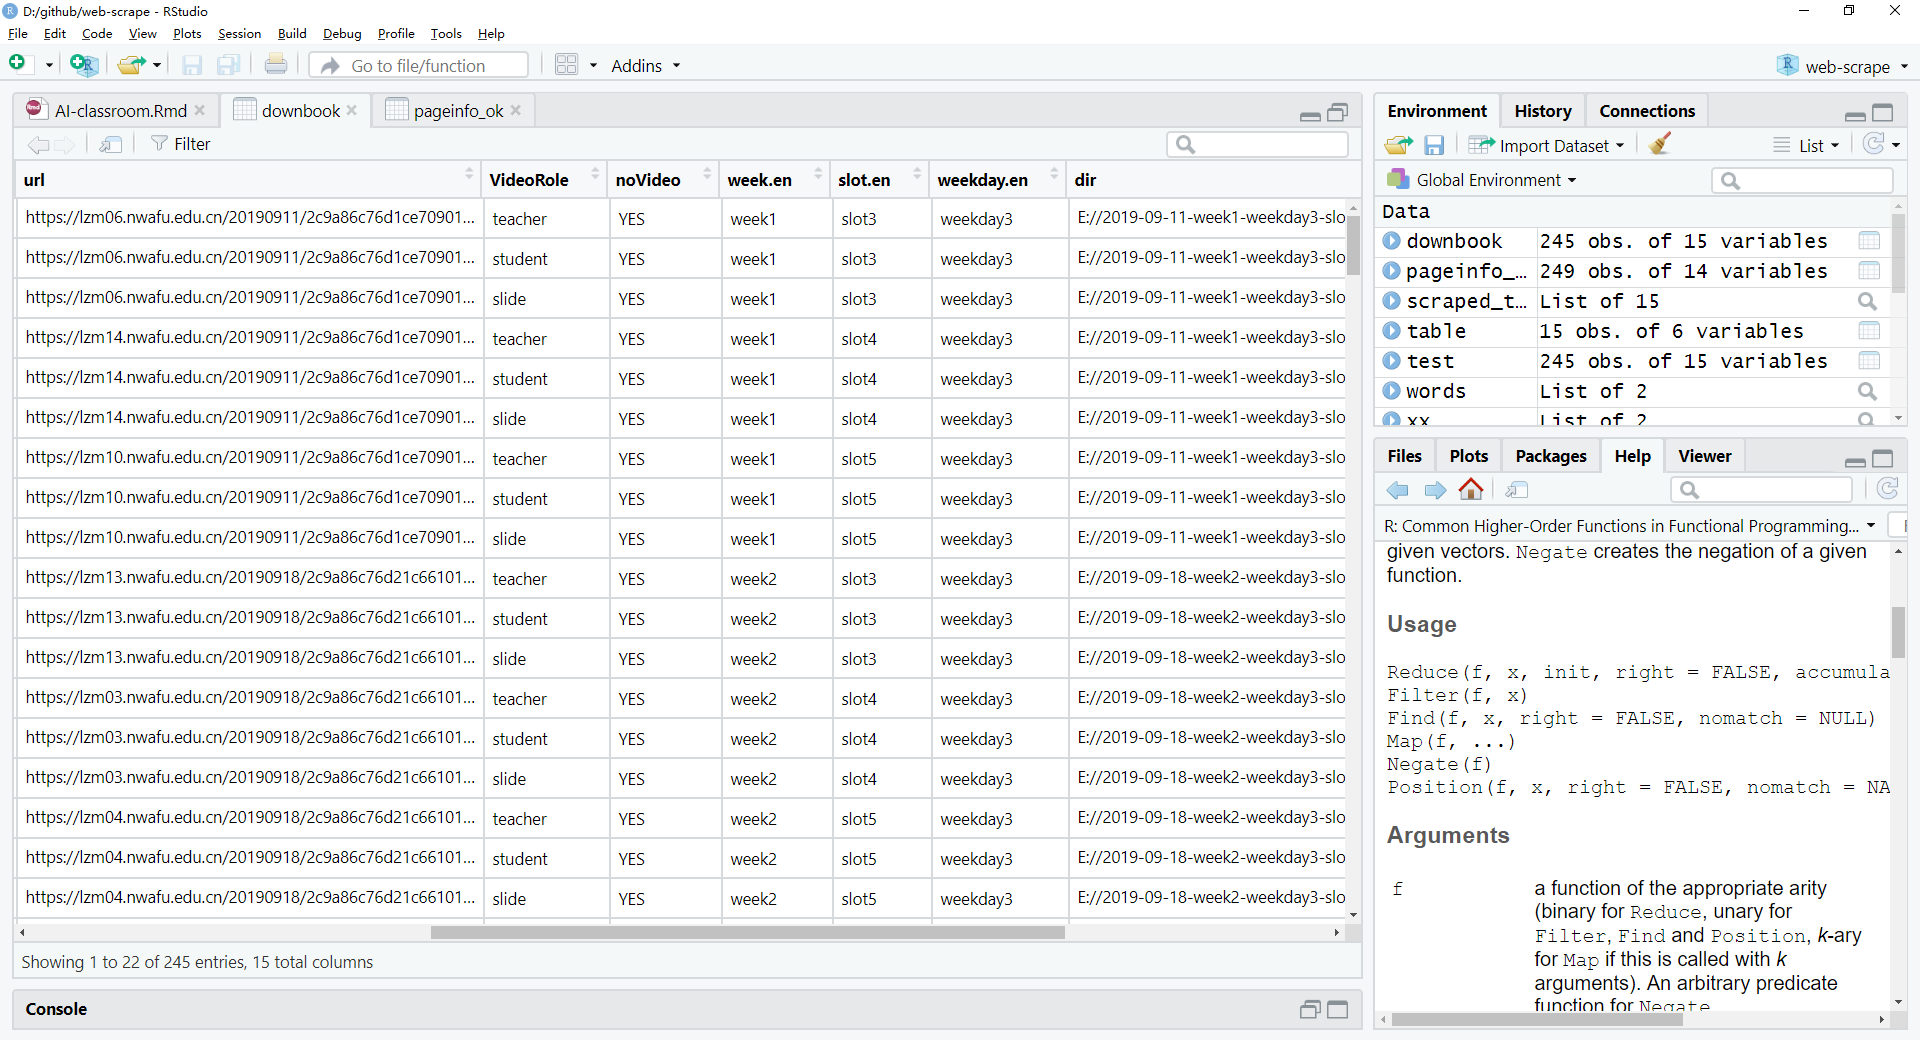 D:/github/web-scrape - RStudio
File Edit Code View Plots Session Build Debug Profile Tools Help
Go to file/function Addins web-scrape
AI-classroom.Rmd downbook pageinfo_ok
Filter
url VideoRole noVideo week.en slot.en weekday.en dir
https://lzm06.nwafu.edu.cn/20190911/2c9a86c76d1ce70901... teacher YES week1 slot3 weekday3 E://2019-09-11-week1-weekday3-slo
https://lzm06.nwafu.edu.cn/20190911/2c9a86c76d1ce70901... student YES week1 slot3 weekday3 E://2019-09-11-week1-weekday3-slo
https://lzm06.nwafu.edu.cn/20190911/2c9a86c76d1ce70901... slide YES week1 slot3 weekday3 E://2019-09-11-week1-weekday3-slo
https://lzm14.nwafu.edu.cn/20190911/2c9a86c76d1ce70901... teacher YES week1 slot4 weekday3 E://2019-09-11-week1-weekday3-slo
https://lzm14.nwafu.edu.cn/20190911/2c9a86c76d1ce70901... student YES week1 slot4 weekday3 E://2019-09-11-week1-weekday3-slo
https://lzm14.nwafu.edu.cn/20190911/2c9a86c76d1ce70901... slide YES week1 slot4 weekday3 E://2019-09-11-week1-weekday3-slo
https://lzm10.nwafu.edu.cn/20190911/2c9a86c76d1ce70901... teacher YES week1 slot5 weekday3 E://2019-09-11-week1-weekday3-slo
https://lzm10.nwafu.edu.cn/20190911/2c9a86c76d1ce70901... student YES week1 slot5 weekday3 E://2019-09-11-week1-weekday3-slo
https://lzm10.nwafu.edu.cn/20190911/2c9a86c76d1ce70901... slide YES week1 slot5 weekday3 E://2019-09-11-week1-weekday3-slo
https://lzm13.nwafu.edu.cn/20190918/2c9a86c76d21c66101... teacher YES week2 slot3 weekday3 E://2019-09-18-week2-weekday3-slo
https://lzm13.nwafu.edu.cn/20190918/2c9a86c76d21c66101... student YES week2 slot3 weekday3 E://2019-09-18-week2-weekday3-slo
https://lzm13.nwafu.edu.cn/20190918/2c9a86c76d21c66101... slide YES week2 slot3 weekday3 E://2019-09-18-week2-weekday3-slo
https://lzm03.nwafu.edu.cn/20190918/2c9a86c76d21c66101... teacher YES week2 slot4 weekday3 E://2019-09-18-week2-weekday3-slo
https://lzm03.nwafu.edu.cn/20190918/2c9a86c76d21c66101... student YES week2 slot4 weekday3 E://2019-09-18-week2-weekday3-slo
https://lzm03.nwafu.edu.cn/20190918/2c9a86c76d21c66101... slide YES week2 slot4 weekday3 E://2019-09-18-week2-weekday3-slo
https://lzm04.nwafu.edu.cn/20190918/2c9a86c76d21c66101... teacher YES week2 slot5 weekday3 E://2019-09-18-week2-weekday3-slo
https://lzm04.nwafu.edu.cn/20190918/2c9a86c76d21c66101... student YES week2 slot5 weekday3 E://2019-09-18-week2-weekday3-slo
https://lzm04.nwafu.edu.cn/20190918/2c9a86c76d21c66101... slide YES week2 slot5 weekday3 E://2019-09-18-week2-weekday3-slo
Showing 1 to 22 of 245 entries, 15 total columns
Console
Environment History Connections
Import Dataset List
Global Environment
Data
downbook 245 obs. of 15 variables
pageinfo_... 249 obs. of 14 variables
scraped_t... List of 15
table 15 obs. of 6 variables
test 245 obs. of 15 variables
words List of 2
xx List of 2
Files Plots Packages Help Viewer
R: Common Higher-Order Functions in Functional Programming...
given vectors. Negate creates the negation of a given
function.
Usage
Reduce(f, x, init, right = FALSE, accumula
Filter(f, x)
Find(f, x, right = FALSE, nomatch = NULL)
Map(f, ...)
Negate(f)
Position(f, x, right = FALSE, nomatch = NA
Arguments
f a function of the appropriate arity
(binary for Reduce, unary for
Filter, Find and Position, k-ary
for Map if this is called with k
arguments). An arbitrary predicate
function for Negate